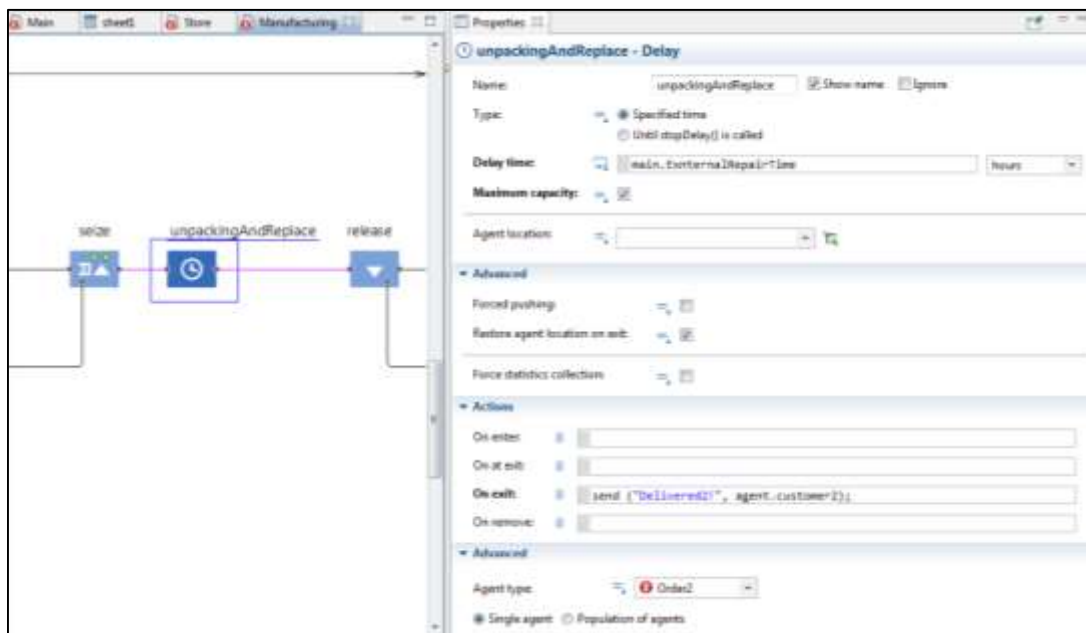 Main sheet1 Store Manufacturing
Properties
unpackingAndReplace - Delay
Name: unpackingAndReplace Show name Ignore
Type: Specified time
Until stopDelay() is called
Delay time: main.ExnternalRepairTime hours
Maximum capacity:
Agent location:
seize unpackingAndReplace release
Advanced
Forced pushing:
Restore agent location on exit:
Force statistics collection:
Actions
On enter:
On at exit:
On exit: send ("Delivered2!", agent.customer2);
On remove:
Advanced
Agent type: Order2
Single agent Population of agents